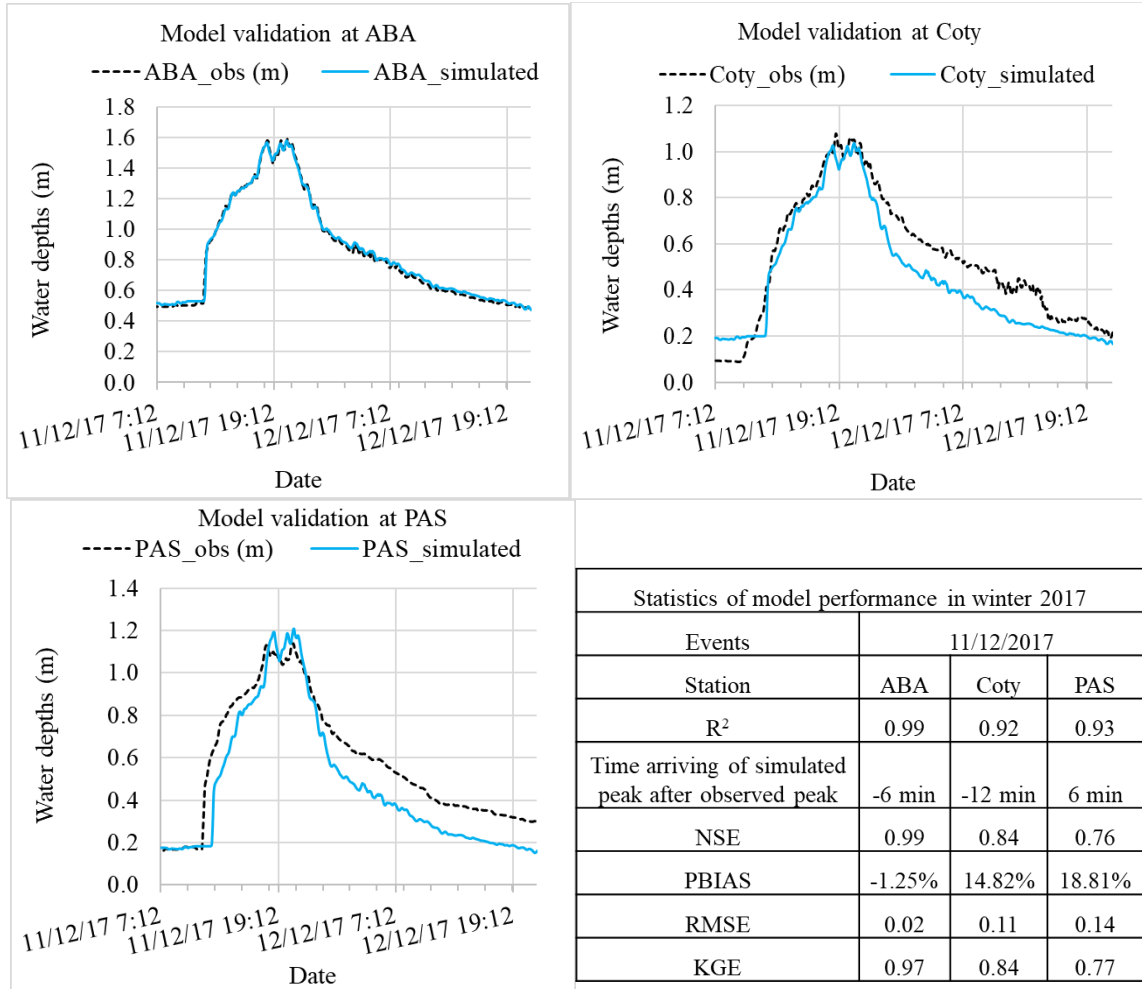 Model validation at ABA
ABA_obs (m) ABA_simulated
Water depths (m)
1.8
1.6
1.4
1.2
1.0
0.8
0.6
0.4
0.2
0.0
11/12/17 7:12
11/12/17 19:12
12/12/17 7:12
12/12/17 19:12
Date
Model validation at Coty
Coty_obs (m) Coty_simulated
Water depths (m)
1.2
1.0
0.8
0.6
0.4
0.2
0.0
11/12/17 7:12
11/12/17 19:12
12/12/17 7:12
12/12/17 19:12
Date
Model validation at PAS
PAS_obs (m) PAS_simulated
Water depths (m)
1.4
1.2
1.0
0.8
0.6
0.4
0.2
0.0
11/12/17 7:12
11/12/17 19:12
12/12/17 7:12
12/12/17 19:12
Date
Statistics of model performance in winter 2017
Events 11/12/2017
Station ABA Coty PAS
R² 0.99 0.92 0.93
Time arriving of simulated
peak after observed peak -6 min -12 min 6 min
NSE 0.99 0.84 0.76
PBIAS -1.25% 14.82% 18.81%
RMSE 0.02 0.11 0.14
KGE 0.97 0.84 0.77